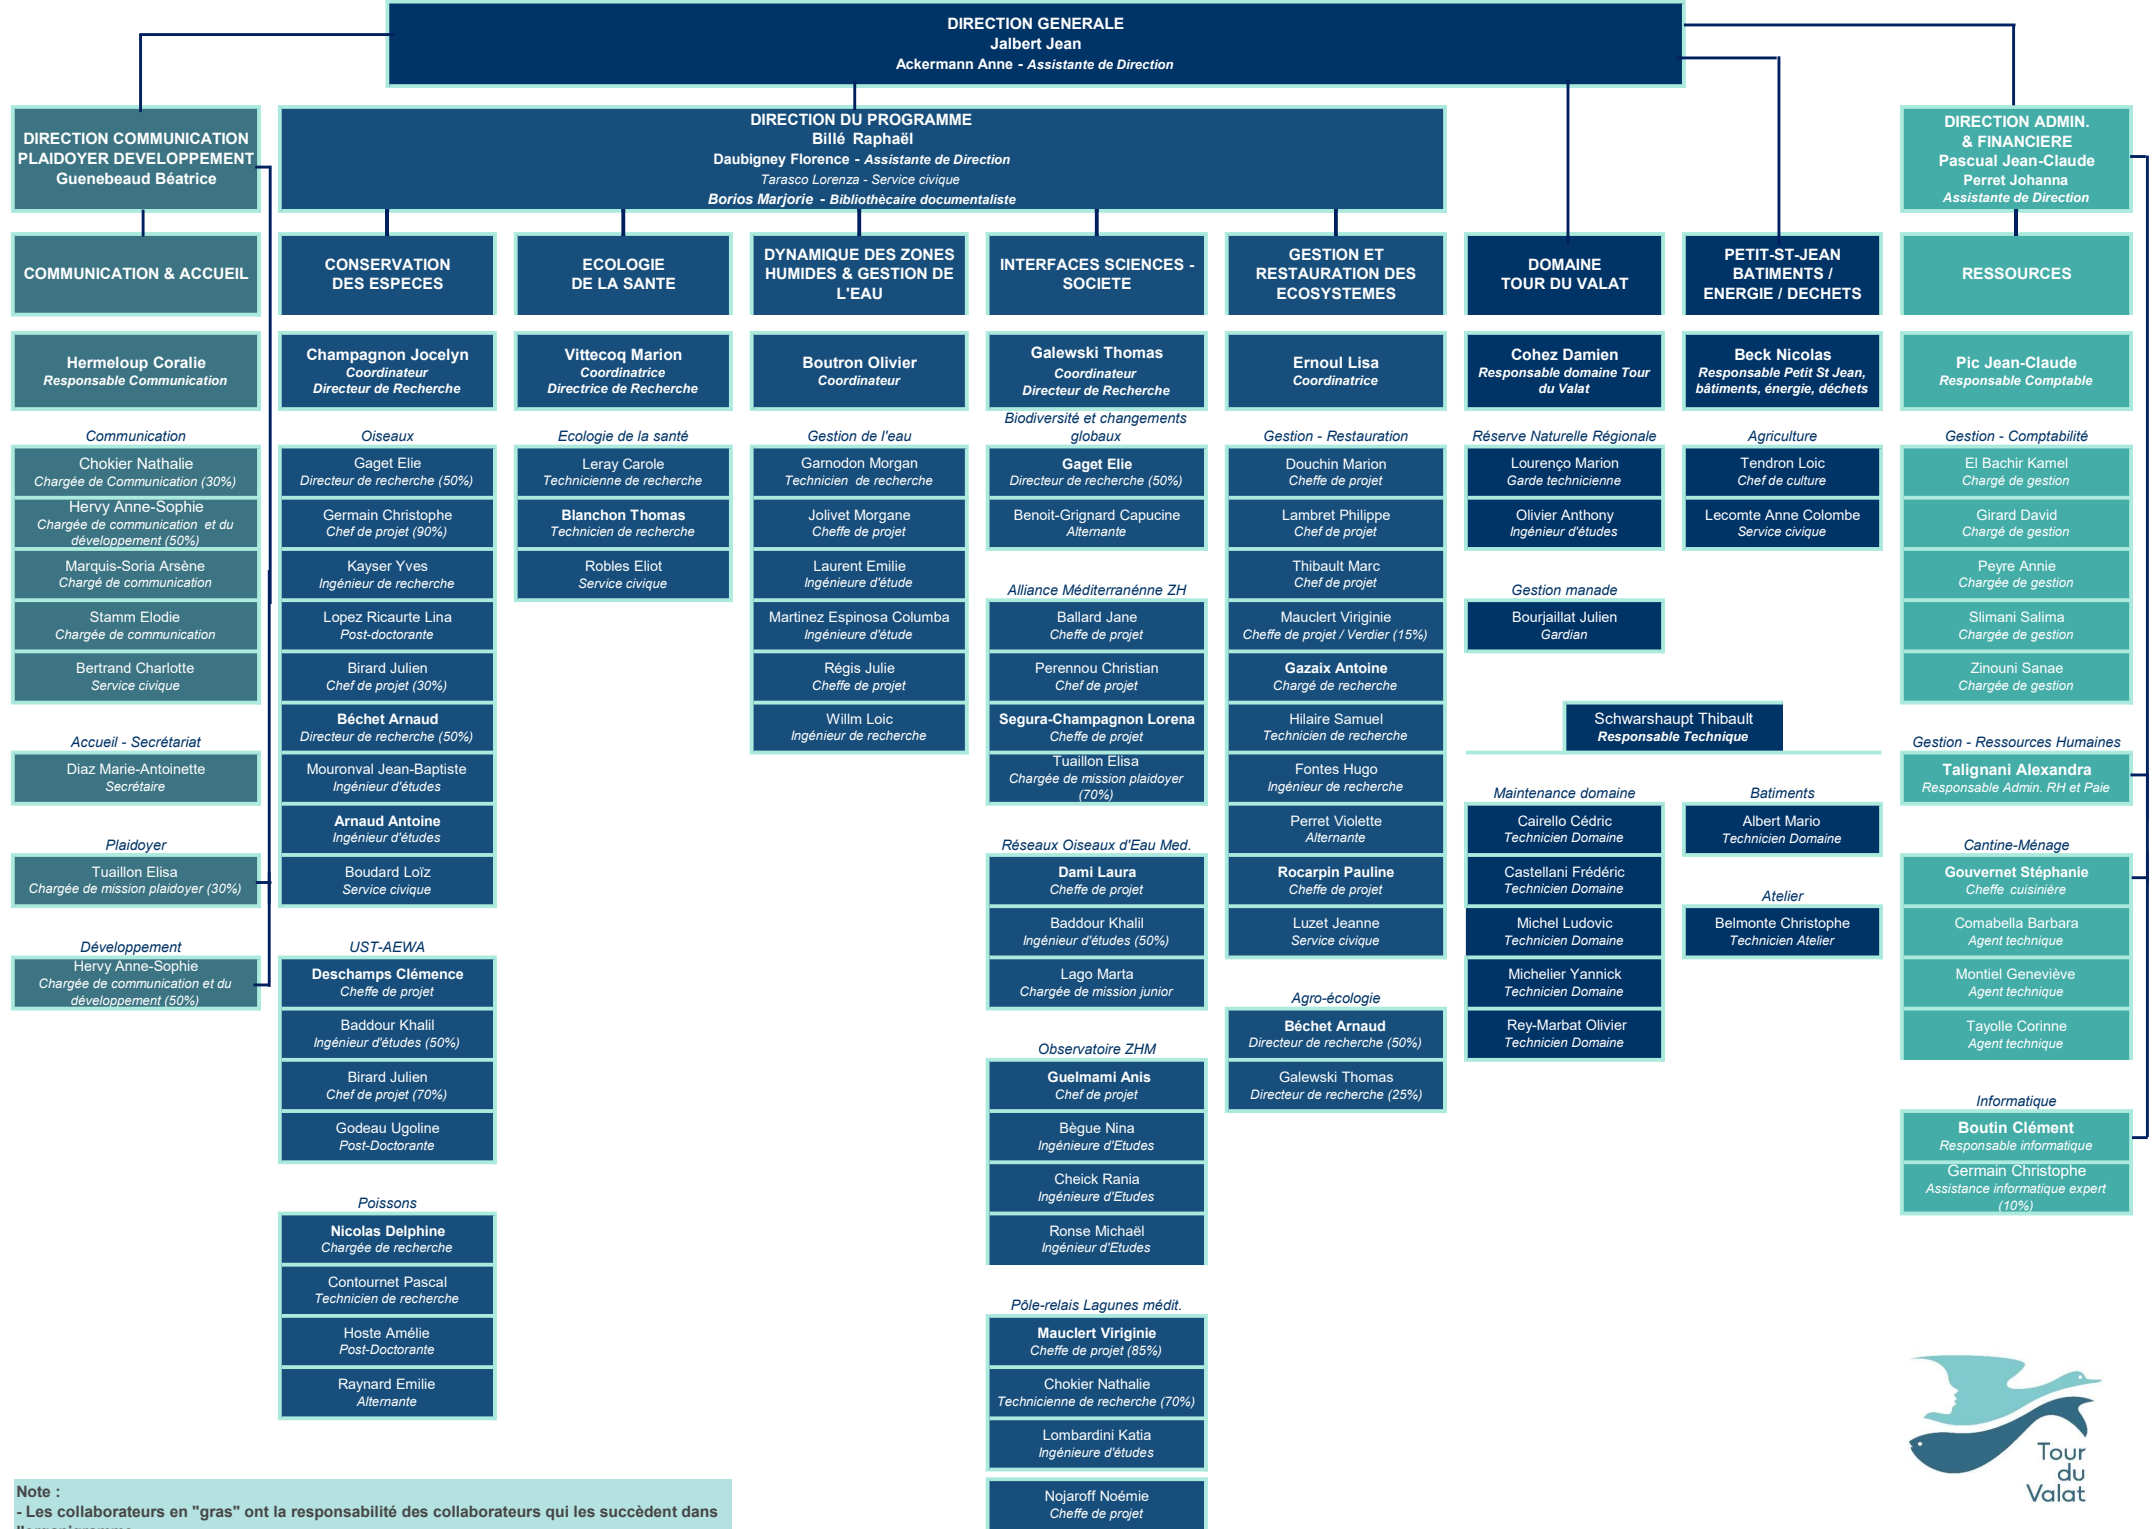 DIRECTION GENERALE
Jalbert Jean
Ackermann Anne - Assistante de Direction
DIRECTION COMMUNICATION
PLAIDOYER DEVELOPPEMENT
Guenebeaud Béatrice
DIRECTION DU PROGRAMME
Billé Raphaël
Daubigney Florence - Assistante de Direction
Tarasco Lorenza - Service civique
Borios Marjorie - Bibliothècaire documentaliste
DIRECTION ADMIN.
& FINANCIERE
Pascual Jean-Claude
Perret Johanna
Assistante de Direction
COMMUNICATION & ACCUEIL
Hermeloup Coralie
Responsable Communication
Communication
Chokier Nathalie
Chargée de Communication (30%)
Hervy Anne-Sophie
Chargée de communication et du
développement (50%)
Marquis-Soria Arsène
Chargé de communication
Stamm Elodie
Chargée de communication
Bertrand Charlotte
Service civique
Accueil - Secrétariat
Diaz Marie-Antoinette
Secrétaire
Plaidoyer
Tuaillon Elisa
Chargée de mission plaidoyer (30%)
Développement
Hervy Anne-Sophie
Chargée de communication et du
développement (50%)
CONSERVATION
DES ESPECES
Champagnon Jocelyn
Coordinateur
Directeur de Recherche
Oiseaux
Gaget Elie
Directeur de recherche (50%)
Germain Christophe
Chef de projet (90%)
Kayser Yves
Ingénieur de recherche
Lopez Ricaurte Lina
Post-doctorante
Birard Julien
Chef de projet (30%)
Béchet Arnaud
Directeur de recherche (50%)
Mouronval Jean-Baptiste
Ingénieur d'études
Arnaud Antoine
Ingénieur d'études
Boudard Loïz
Service civique
UST-AEWA
Deschamps Clémence
Cheffe de projet
Baddour Khalil
Ingénieur d'études (50%)
Birard Julien
Chef de projet (70%)
Godeau Ugoline
Post-Doctorante
Poissons
Nicolas Delphine
Chargée de recherche
Contournet Pascal
Technicien de recherche
Hoste Amélie
Post-Doctorante
Raynard Emilie
Alternante
ECOLOGIE
DE LA SANTE
Vittecoq Marion
Coordinatrice
Directrice de Recherche
Ecologie de la santé
Leray Carole
Technicienne de recherche
Blanchon Thomas
Technicien de recherche
Robles Eliot
Service civique
DYNAMIQUE DES ZONES
HUMIDES & GESTION DE
L'EAU
Boutron Olivier
Coordinateur
Gestion de l'eau
Garnodon Morgan
Technicien de recherche
Jolivet Morgane
Cheffe de projet
Laurent Emilie
Ingénieure d'étude
Martinez Espinosa Columba
Ingénieure d'étude
Régis Julie
Cheffe de projet
Willm Loic
Ingénieur de recherche
INTERFACES SCIENCES -
SOCIETE
Galewski Thomas
Coordinateur
Directeur de Recherche
Biodiversité et changements
globaux
Gaget Elie
Directeur de recherche (50%)
Benoit-Grignard Capucine
Alternante
Alliance Méditerranénne ZH
Ballard Jane
Cheffe de projet
Perennou Christian
Chef de projet
Segura-Champagnon Lorena
Cheffe de projet
Tuaillon Elisa
Chargée de mission plaidoyer
(70%)
Réseaux Oiseaux d'Eau Med.
Dami Laura
Cheffe de projet
Baddour Khalil
Ingénieur d'études (50%)
Lago Marta
Chargée de mission junior
Observatoire ZHM
Guelmami Anis
Chef de projet
Bègue Nina
Ingénieure d'Etudes
Cheick Rania
Ingénieure d'Etudes
Ronse Michaël
Ingénieur d'Etudes
Pôle-relais Lagunes médit.
Mauclert Viriginie
Cheffe de projet (85%)
Chokier Nathalie
Technicienne de recherche (70%)
Lombardini Katia
Ingénieure d'études
Nojaroff Noémie
Cheffe de projet
GESTION ET
RESTAURATION DES
ECOSYSTEMES
Ernoul Lisa
Coordinatrice
Gestion - Restauration
Douchin Marion
Cheffe de projet
Lambret Philippe
Chef de projet
Thibault Marc
Chef de projet
Mauclert Viriginie
Cheffe de projet / Verdier (15%)
Gazaix Antoine
Chargé de recherche
Hilaire Samuel
Technicien de recherche
Fontes Hugo
Ingénieur de recherche
Perret Violette
Alternante
Rocarpin Pauline
Cheffe de projet
Luzet Jeanne
Service civique
Agro-écologie
Béchet Arnaud
Directeur de recherche (50%)
Galewski Thomas
Directeur de recherche (25%)
DOMAINE
TOUR DU VALAT
Cohez Damien
Responsable domaine Tour
du Valat
Réserve Naturelle Régionale
Lourenço Marion
Garde technicienne
Olivier Anthony
Ingénieur d'études
Gestion manade
Bourjaillat Julien
Gardian
PETIT-ST-JEAN
BATIMENTS /
ENERGIE / DECHETS
Beck Nicolas
Responsable Petit St Jean,
bâtiments, énergie, déchets
Agriculture
Tendron Loic
Chef de culture
Lecomte Anne Colombe
Service civique
Schwarshaupt Thibault
Responsable Technique
Maintenance domaine
Cairello Cédric
Technicien Domaine
Castellani Frédéric
Technicien Domaine
Michel Ludovic
Technicien Domaine
Michelier Yannick
Technicien Domaine
Rey-Marbat Olivier
Technicien Domaine
Batiments
Albert Mario
Technicien Domaine
Atelier
Belmonte Christophe
Technicien Atelier
RESSOURCES
Pic Jean-Claude
Responsable Comptable
Gestion - Comptabilité
El Bachir Kamel
Chargé de gestion
Girard David
Chargé de gestion
Peyre Annie
Chargée de gestion
Slimani Salima
Chargée de gestion
Zinouni Sanae
Chargée de gestion
Gestion - Ressources Humaines
Talignani Alexandra
Responsable Admin. RH et Paie
Cantine-Ménage
Gouvernet Stéphanie
Cheffe cuisinière
Comabella Barbara
Agent technique
Montiel Geneviève
Agent technique
Tayolle Corinne
Agent technique
Informatique
Boutin Clément
Responsable informatique
Germain Christophe
Assistance informatique expert
(10%)
Tour
du
Valat
Note :
- Les collaborateurs en "gras" ont la responsabilité des collaborateurs qui les succèdent dans